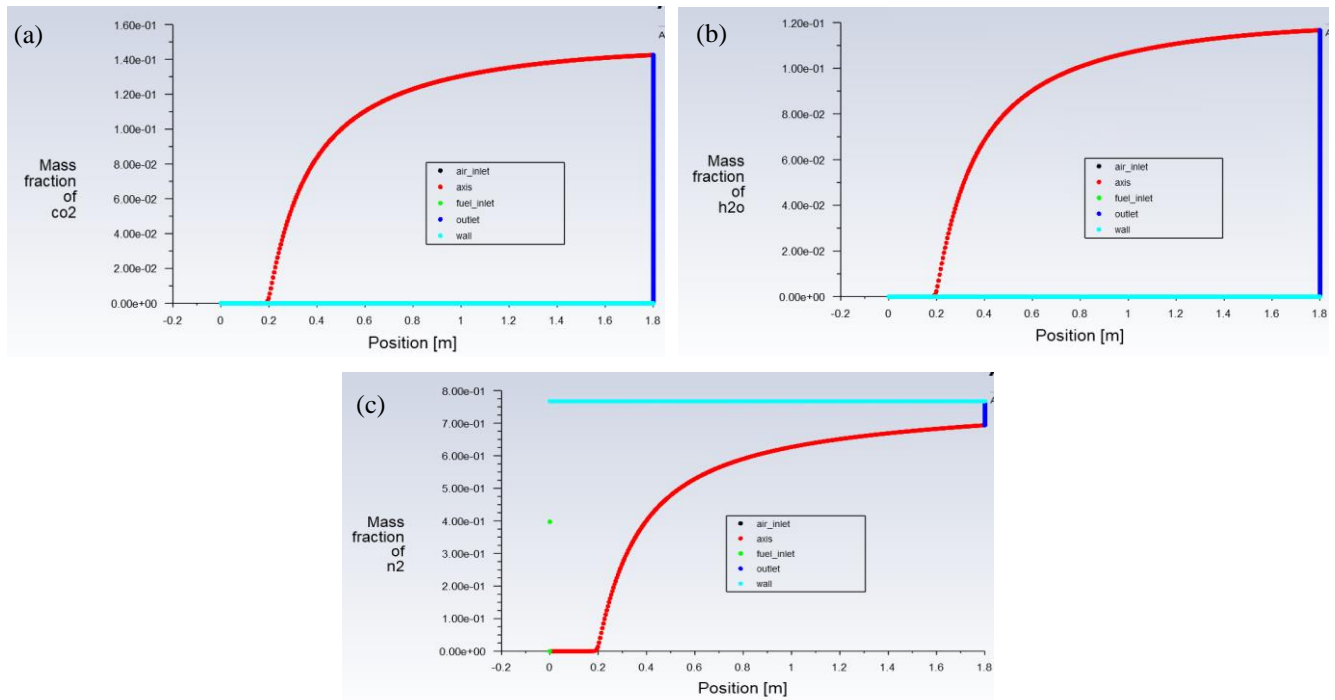 (a)
1.60e-01
1.40e-01
1.20e-01
1.00e-01
8.00e-02
6.00e-02
4.00e-02
2.00e-02
0.00e+00
Mass
fraction
of
co2
air_inlet
axis
fuel_inlet
outlet
wall
-0.2 0 0.2 0.4 0.6 0.8 1 1.2 1.4 1.6 1.8
Position [m]
A
(b)
1.20e-01
1.00e-01
8.00e-02
6.00e-02
4.00e-02
2.00e-02
0.00e+00
Mass
fraction
of
h2o
air_inlet
axis
fuel_inlet
outlet
wall
-0.2 0 0.2 0.4 0.6 0.8 1 1.2 1.4 1.6 1.8
Position [m]
A
(c)
8.00e-01
7.00e-01
6.00e-01
5.00e-01
4.00e-01
3.00e-01
2.00e-01
1.00e-01
0.00e+00
Mass
fraction
of
n2
air_inlet
axis
fuel_inlet
outlet
wall
-0.2 0 0.2 0.4 0.6 0.8 1 1.2 1.4 1.6 1.8
Position [m]
A